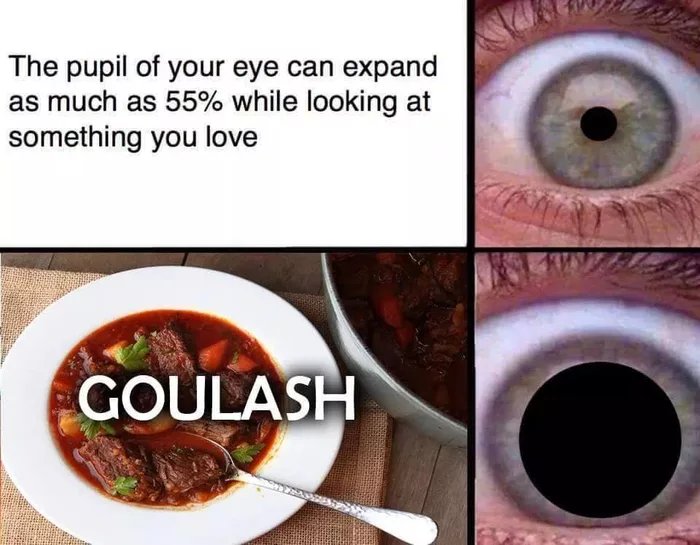 The pupil of your eye can expand
as much as 55% while looking at
something you love
GOULASH